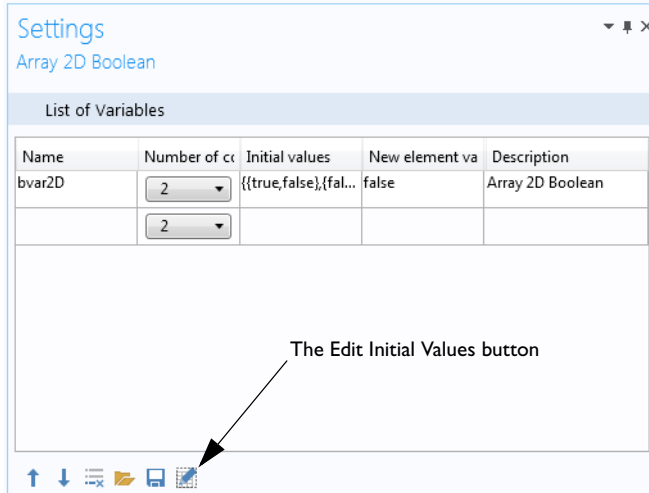 Settings
Array 2D Boolean
List of Variables
Name Number of cc Initial values New element va Description
bvar2D 2 {{true,false},{fal... false Array 2D Boolean
2
The Edit Initial Values button